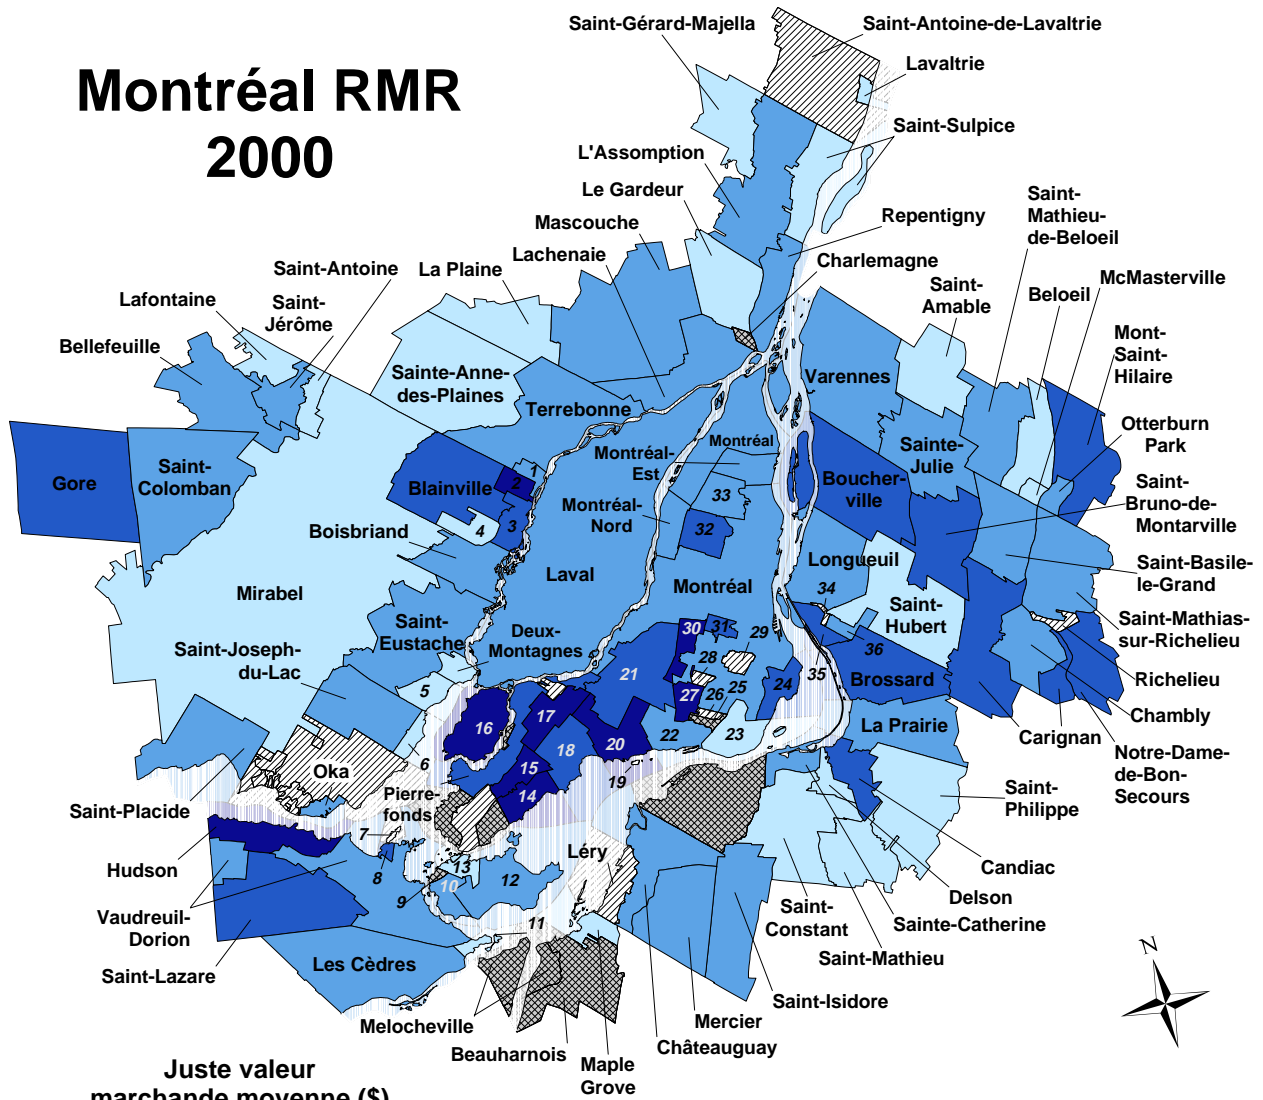 Montréal RMR
2000
Saint-Gérard-Majella
Saint-Antoine-de-Lavaltrie
Lavaltrie
Saint-Sulpice
L'Assomption
Le Gardeur
Mascouche
Lachenaie
Repentigny
Charlemagne
Saint-
Mathieu-
de-Beloeil
Saint-
Amable
Beloeil
McMasterville
Mont-
Saint-
Hilaire
Otterburn
Park
Saint-
Bruno-de-
Montarville
Saint-Basile-
le-Grand
Saint-Mathias-
sur-Richelieu
Richelieu
Chambly
Notre-Dame-
de-Bon-
Secours
Carignan
Saint-Antoine
La Plaine
Lafontaine
Saint-
Jérôme
Bellefeuille
Sainte-Anne-
des-Plaines
Terrebonne
Varennes
Sainte-
Julie
Montréal
Montréal-
Est
Gore
Saint-
Colomban
Blainville
1
2
3
4
Montréal-
Nord
33
32
Boucher-
ville
Boisbriand
Laval
Montréal
Longueuil
34
Mirabel
Saint-
Eustache
Deux-
Montagnes
Saint-
Hubert
Saint-Joseph-
du-Lac
30
31
29
28
21
35
36
Brossard
5
16
17
27
26
25
24
La Prairie
18
20
22
23
6
15
14
19
Oka
Pierre-
fonds
Saint-Placide
7
Hudson
8
13
10
12
Léry
9
11
Vaudreuil-
Dorion
Saint-Lazare
Les Cèdres
Saint-
Philippe
Candiac
Delson
Sainte-Catherine
Saint-
Constant
Saint-Mathieu
Saint-Isidore
Mercier
Châteauguay
Melocheville
Beauharnois
Maple
Grove
N
Juste valeur
marchande moyenne ($)